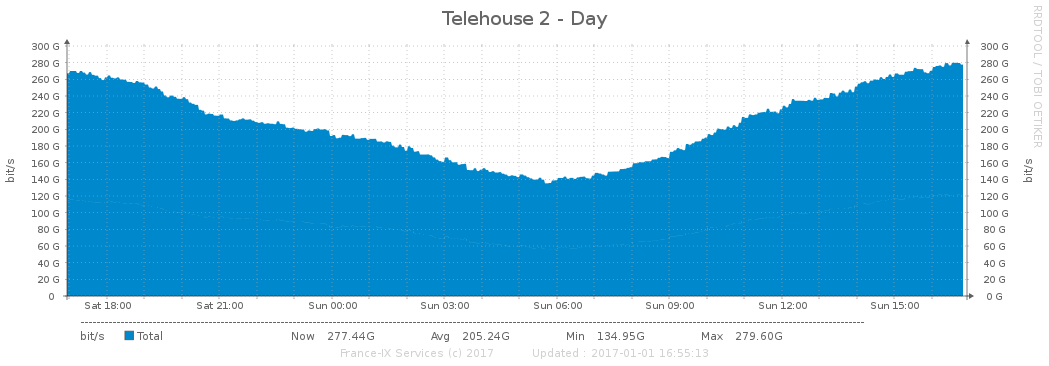 Telehouse 2 - Day
RRDTOOL / TOBI OETIKER
bit/s
300 G
280 G
260 G
240 G
220 G
200 G
180 G
160 G
140 G
120 G
100 G
80 G
60 G
40 G
20 G
0
300 G
280 G
260 G
240 G
220 G
200 G
180 G
160 G
140 G
120 G
100 G
80 G
60 G
40 G
20 G
0 G
bit/s
Sat 18:00 Sat 21:00 Sun 00:00 Sun 03:00 Sun 06:00 Sun 09:00 Sun 12:00 Sun 15:00
bit/s Total Now 277.44G Avg 205.24G Min 134.95G Max 279.60G
France-IX Services (c) 2017 Updated : 2017-01-01 16:55:13